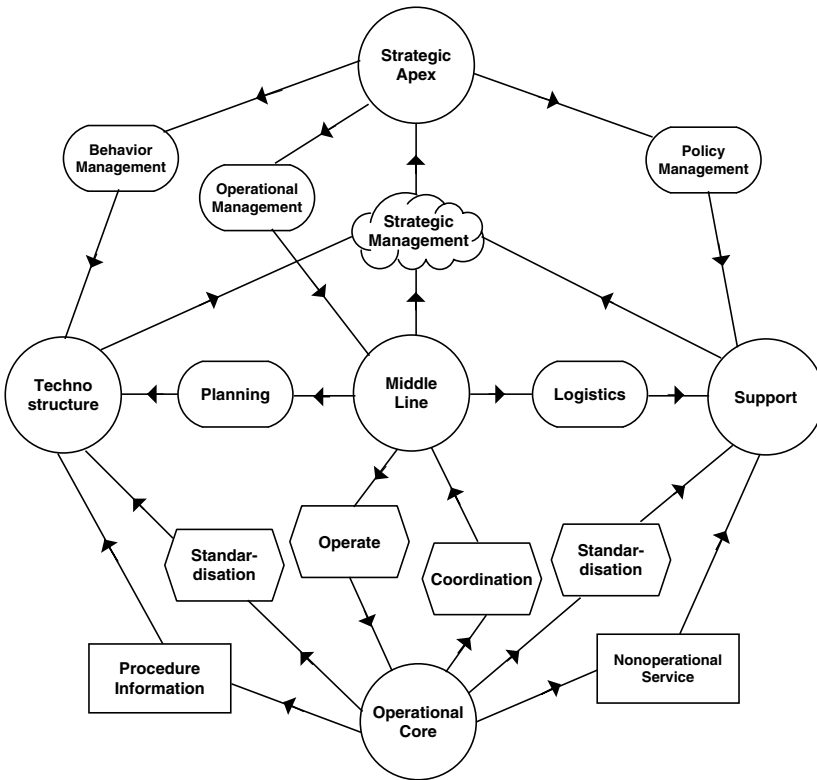 Strategic
Apex
Behavior
Management
Policy
Management
Operational
Management
Strategic
Management
Techno
structure
Planning
Middle
Line
Logistics
Support
Standar-
disation
Operate
Coordination
Standar-
disation
Procedure
Information
Nonoperational
Service
Operational
Core